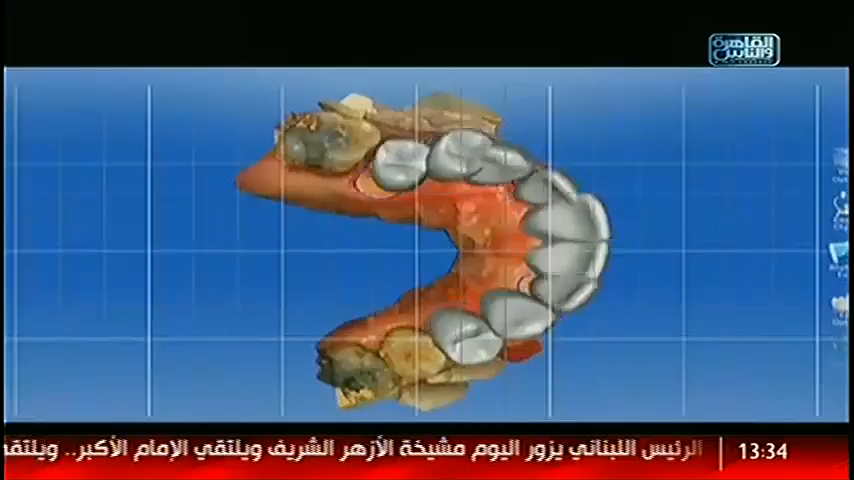 القاهرة
والناس
الرئيس اللبناني يزور اليوم مشيخة الأزهر الشريف ويلتقي الإمام الأكبر.. ويلتقي
13:34